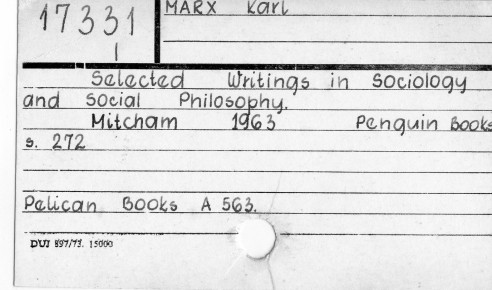 17331
1
MARX Karl
Selected Writings in Sociology
and Social Philosophy.
Mitcham 1963 Penguin Books
s. 272
Pelican Books A 563.
DUI 897/73. 15000